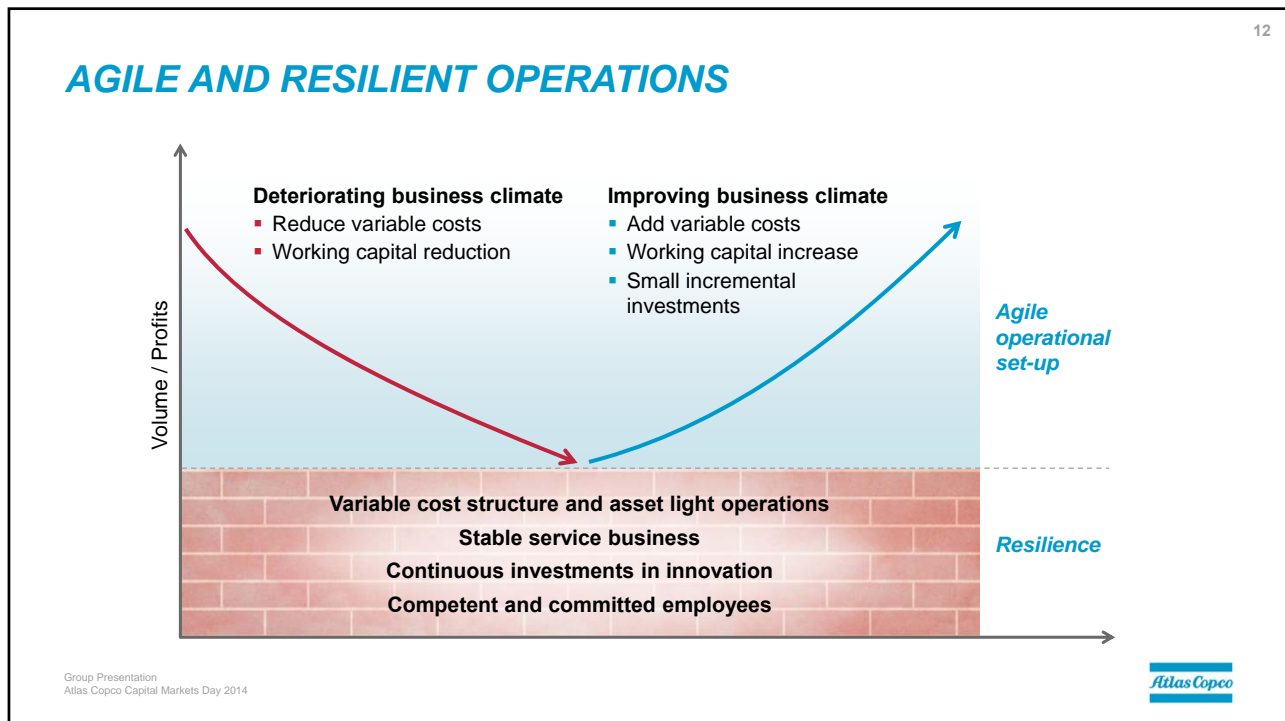 12
AGILE AND RESILIENT OPERATIONS
Volume / Profits
Deteriorating business climate
▪ Reduce variable costs
▪ Working capital reduction
Improving business climate
▪ Add variable costs
▪ Working capital increase
▪ Small incremental
investments
Agile
operational
set-up
Variable cost structure and asset light operations
Stable service business
Continuous investments in innovation
Competent and committed employees
Resilience
Group Presentation
Atlas Copco Capital Markets Day 2014
Atlas Copco